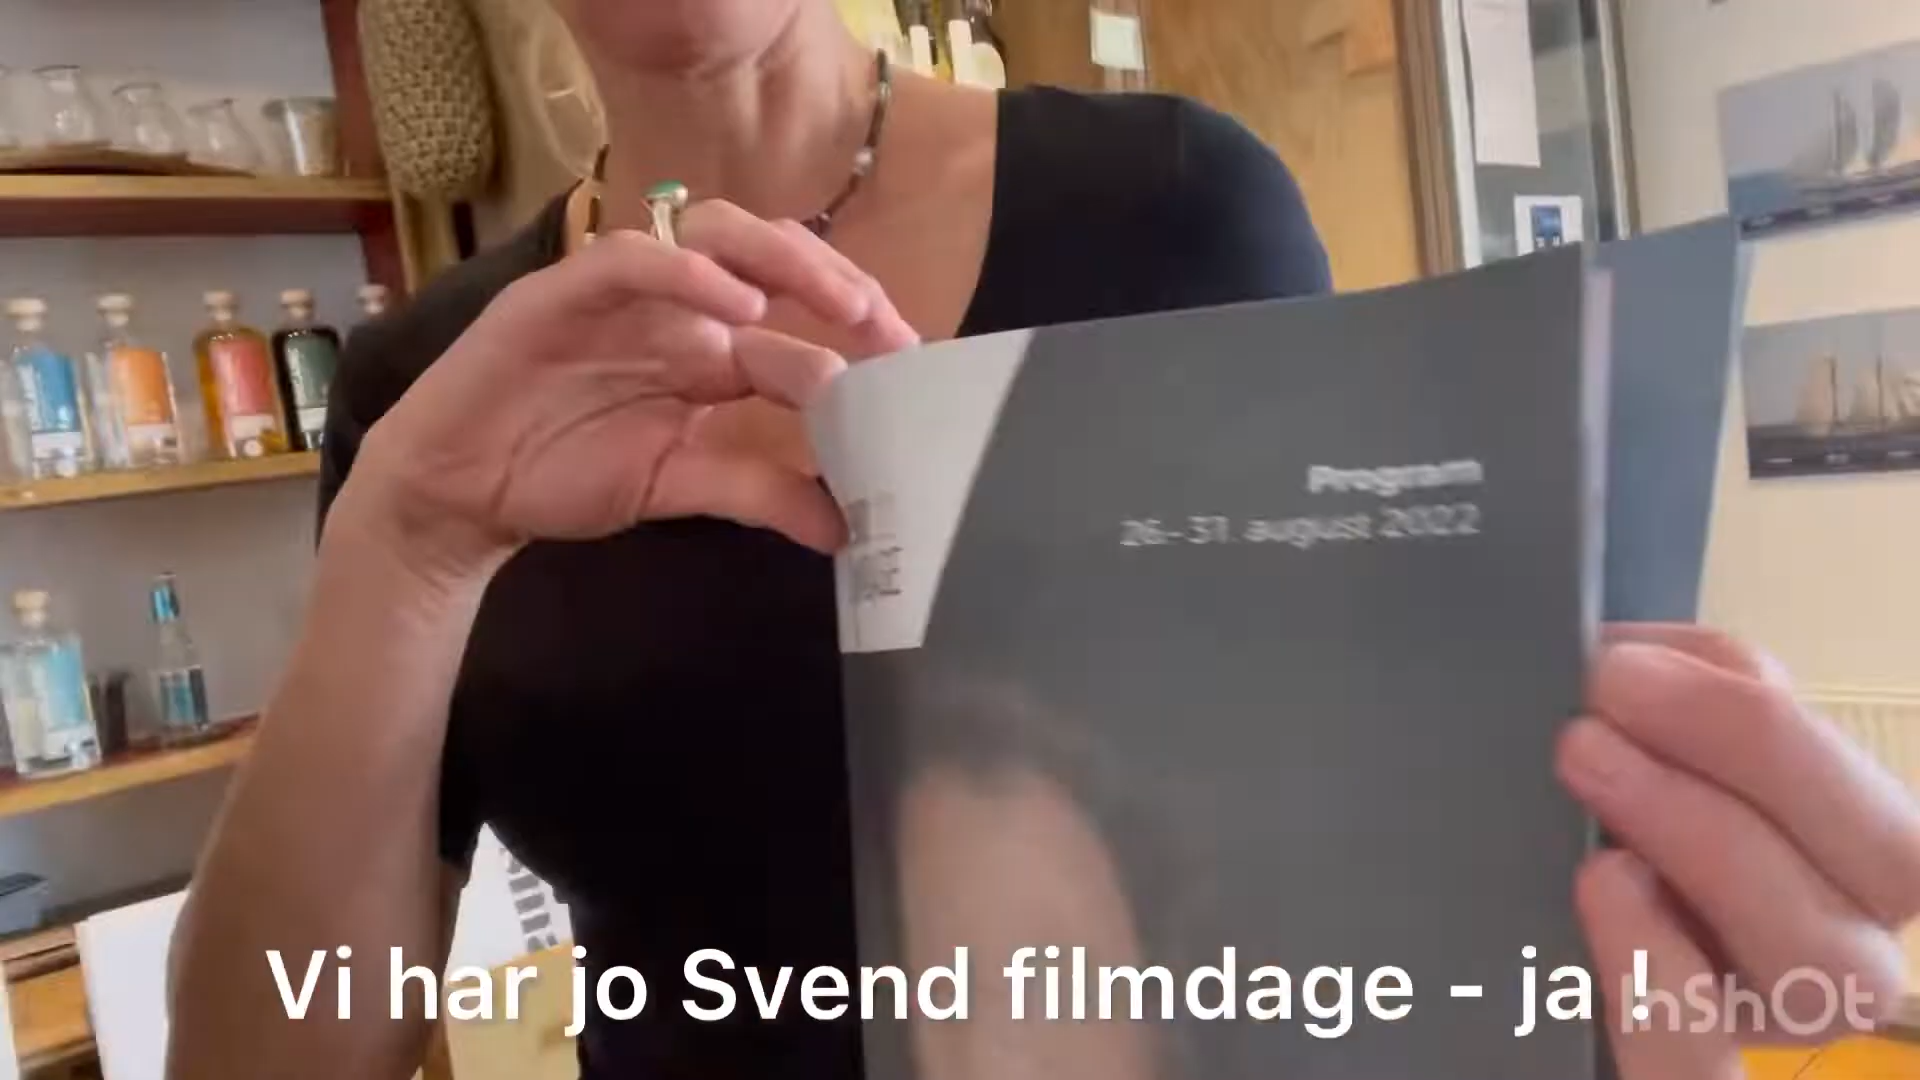 Program
26-31. august 2022
Vi har jo Svend filmdage - ja !
InShOt